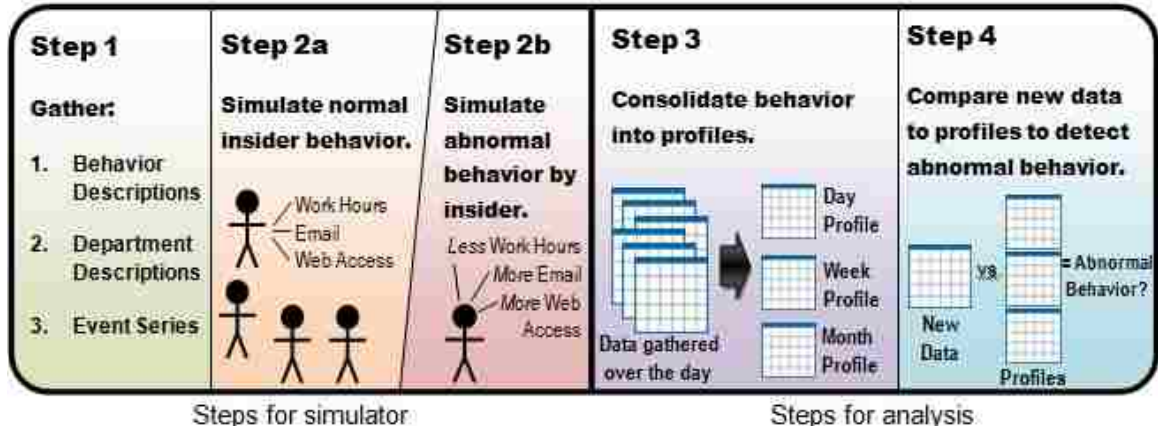 Step 1
Gather:
1. Behavior
Descriptions
2. Department
Descriptions
3. Event Series
Step 2a
Simulate normal
insider behavior.
Work Hours
Email
Web Access
Step 2b
Simulate
abnormal
behavior by
insider.
Less Work Hours
More Email
More Web
Access
Step 3
Consolidate behavior
into profiles.
Data gathered
over the day
Day
Profile
Week
Profile
Month
Profile
Step 4
Compare new data
to profiles to detect
abnormal behavior.
New
Data
vs
Profiles
= Abnormal
Behavior?
Steps for simulator
Steps for analysis